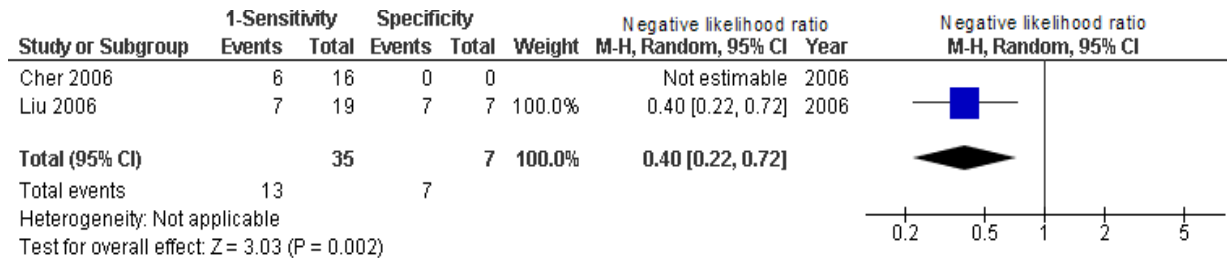 1-Sensitivity Specificity Negative likelihood ratio Negative likelihood ratio
Study or Subgroup Events Total Events Total Weight M-H, Random, 95% CI Year M-H, Random, 95% CI
Cher 2006 6 16 0 0 Not estimable 2006
Liu 2006 7 19 7 7 100.0% 0.40 [0.22, 0.72] 2006
Total (95% CI) 35 7 100.0% 0.40 [0.22, 0.72]
Total events 13 7
Heterogeneity: Not applicable
Test for overall effect: Z = 3.03 (P = 0.002)
0.2 0.5 1 2 5